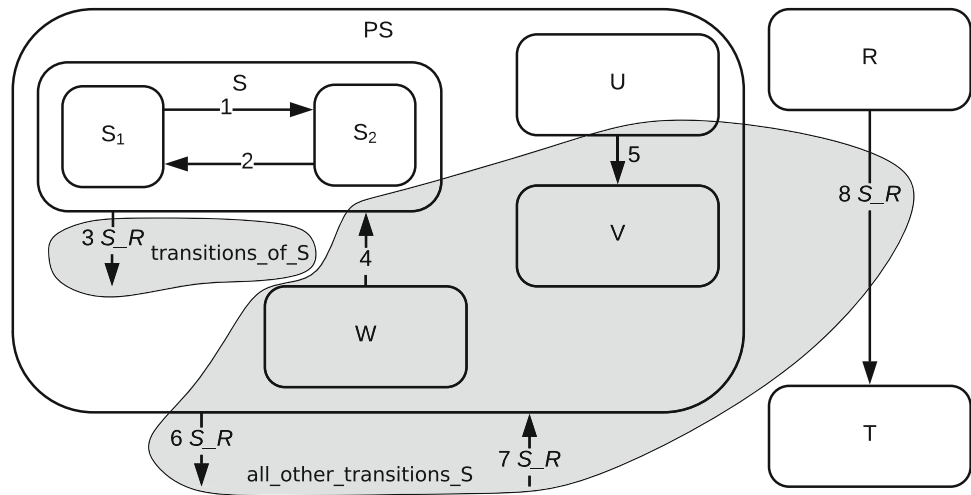 PS
R
S
U
1
S₁
S₂
2
5
8 S_R
3 S_R
transitions_of_S
V
4
W
6 S_R
7 S_R
T
all_other_transitions_S